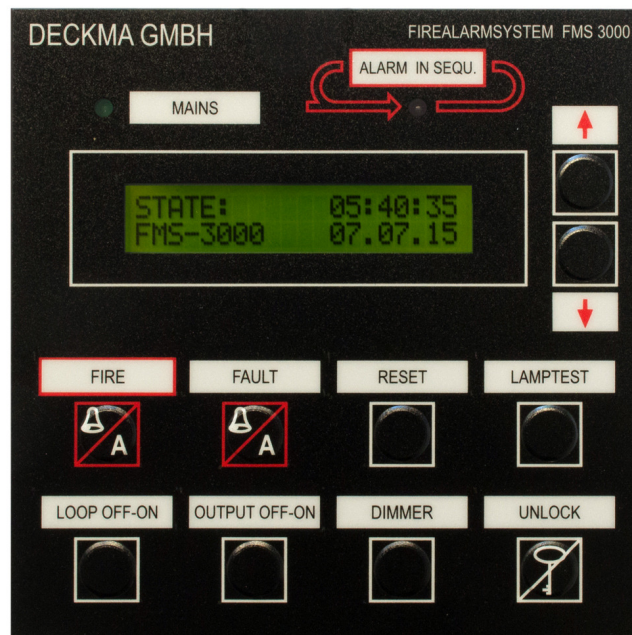 DECKMA GMBH
FIREALARMSYSTEM FMS 3000
ALARM IN SEQU.
MAINS
STATE: 05:40:35
FMS-3000 07.07.15
FIRE
FAULT
RESET
LAMPTEST
A
A
LOOP OFF-ON
OUTPUT OFF-ON
DIMMER
UNLOCK